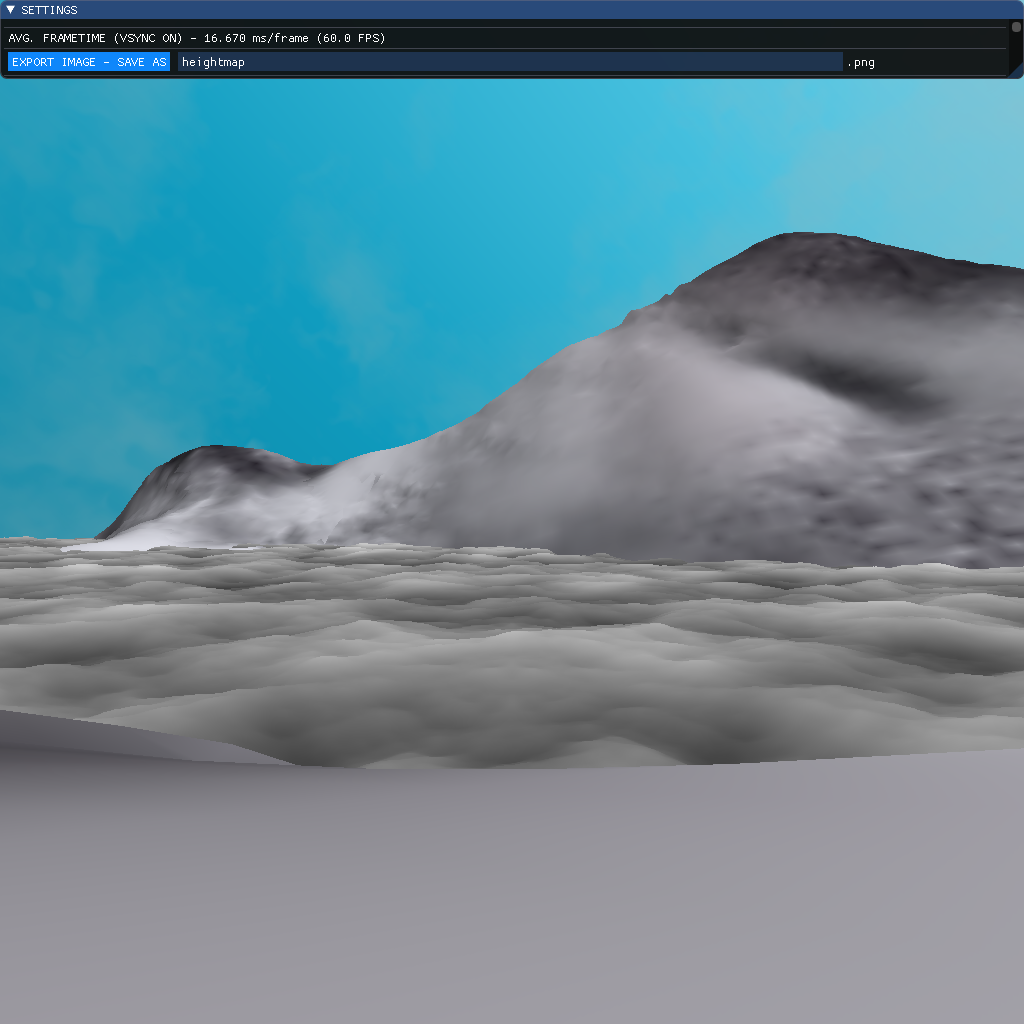 SETTINGS
AVG. FRAMETIME (VSYNC ON) - 16.670 ms/frame (60.0 FPS)
EXPORT IMAGE - SAVE AS heightmap .png